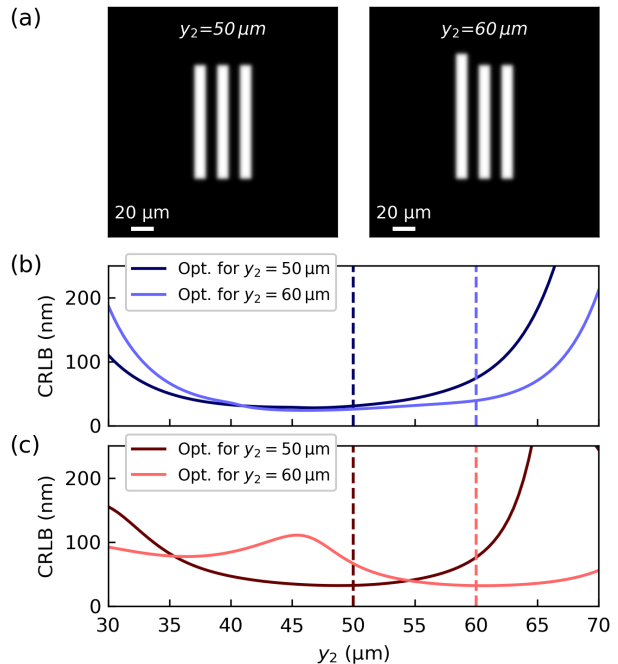 (a)
y₂=50 μm
y₂=60 μm
20 μm
20 μm
(b)
Opt. for y₂ = 50 μm
Opt. for y₂ = 60 μm
CRLB (nm)
200
100
0
(c)
Opt. for y₂ = 50 μm
Opt. for y₂ = 60 μm
CRLB (nm)
200
100
0
30 35 40 45 50 55 60 65 70
y₂ (μm)